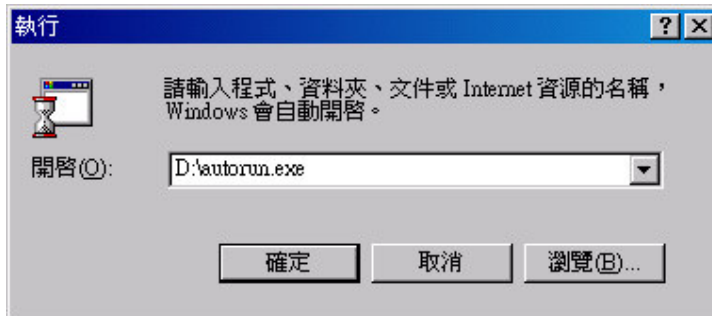 執行
請輸入程式、資料夾、文件或 Internet 資源的名稱，
Windows 會自動開啓。
開啓(O):
D:\autorun.exe
確定
取消
瀏覽(B)...